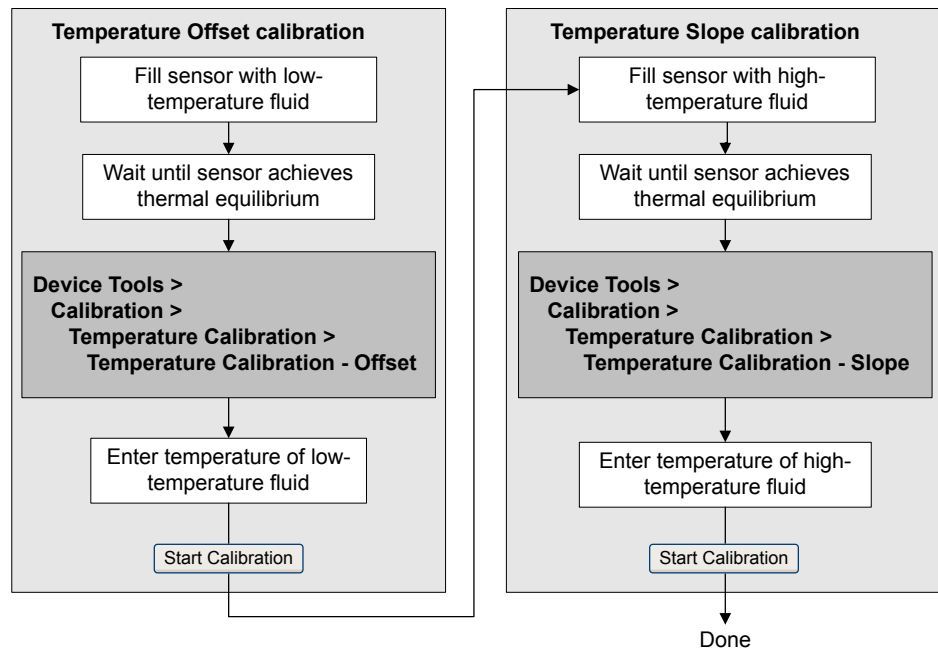 Temperature Offset calibration
Fill sensor with low-
temperature fluid
Wait until sensor achieves
thermal equilibrium
Device Tools >
Calibration >
Temperature Calibration >
Temperature Calibration - Offset
Enter temperature of low-
temperature fluid
Start Calibration
Temperature Slope calibration
Fill sensor with high-
temperature fluid
Wait until sensor achieves
thermal equilibrium
Device Tools >
Calibration >
Temperature Calibration >
Temperature Calibration - Slope
Enter temperature of high-
temperature fluid
Start Calibration
Done